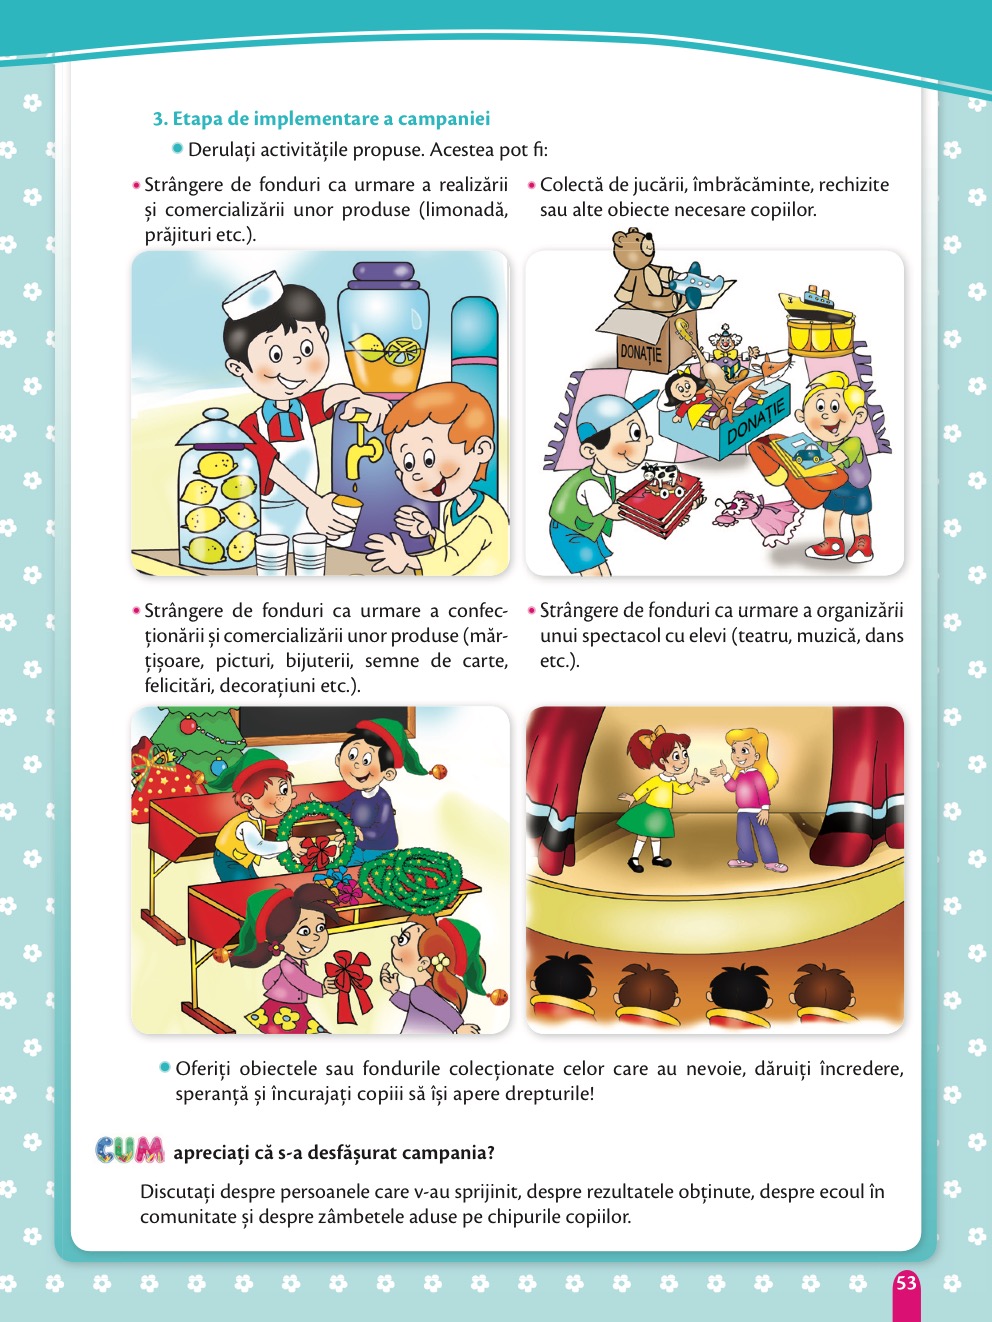 3. Etapa de implementare a campaniei
Derulați activitățile propuse. Acestea pot fi:
Strângere de fonduri ca urmare a realizării
și comercializării unor produse (limonadă,
prăjituri etc.).
Colectă de jucării, îmbrăcăminte, rechizite
sau alte obiecte necesare copiilor.
DONAȚIE
DONAȚIE
Strângere de fonduri ca urmare a confec-
ționării și comercializării unor produse (măr-
țișoare, picturi, bijuterii, semne de carte,
felicitări, decorațiuni etc.).
Strângere de fonduri ca urmare a organizării
unui spectacol cu elevi (teatru, muzică, dans
etc.).
Oferiți obiectele sau fondurile colecționate celor care au nevoie, dăruiți încredere,
speranță și încurajați copiii să își apere drepturile!
CUM apreciați că s-a desfășurat campania?
Discutați despre persoanele care v-au sprijinit, despre rezultatele obținute, despre ecoul în
comunitate și despre zâmbetele aduse pe chipurile copiilor.
53